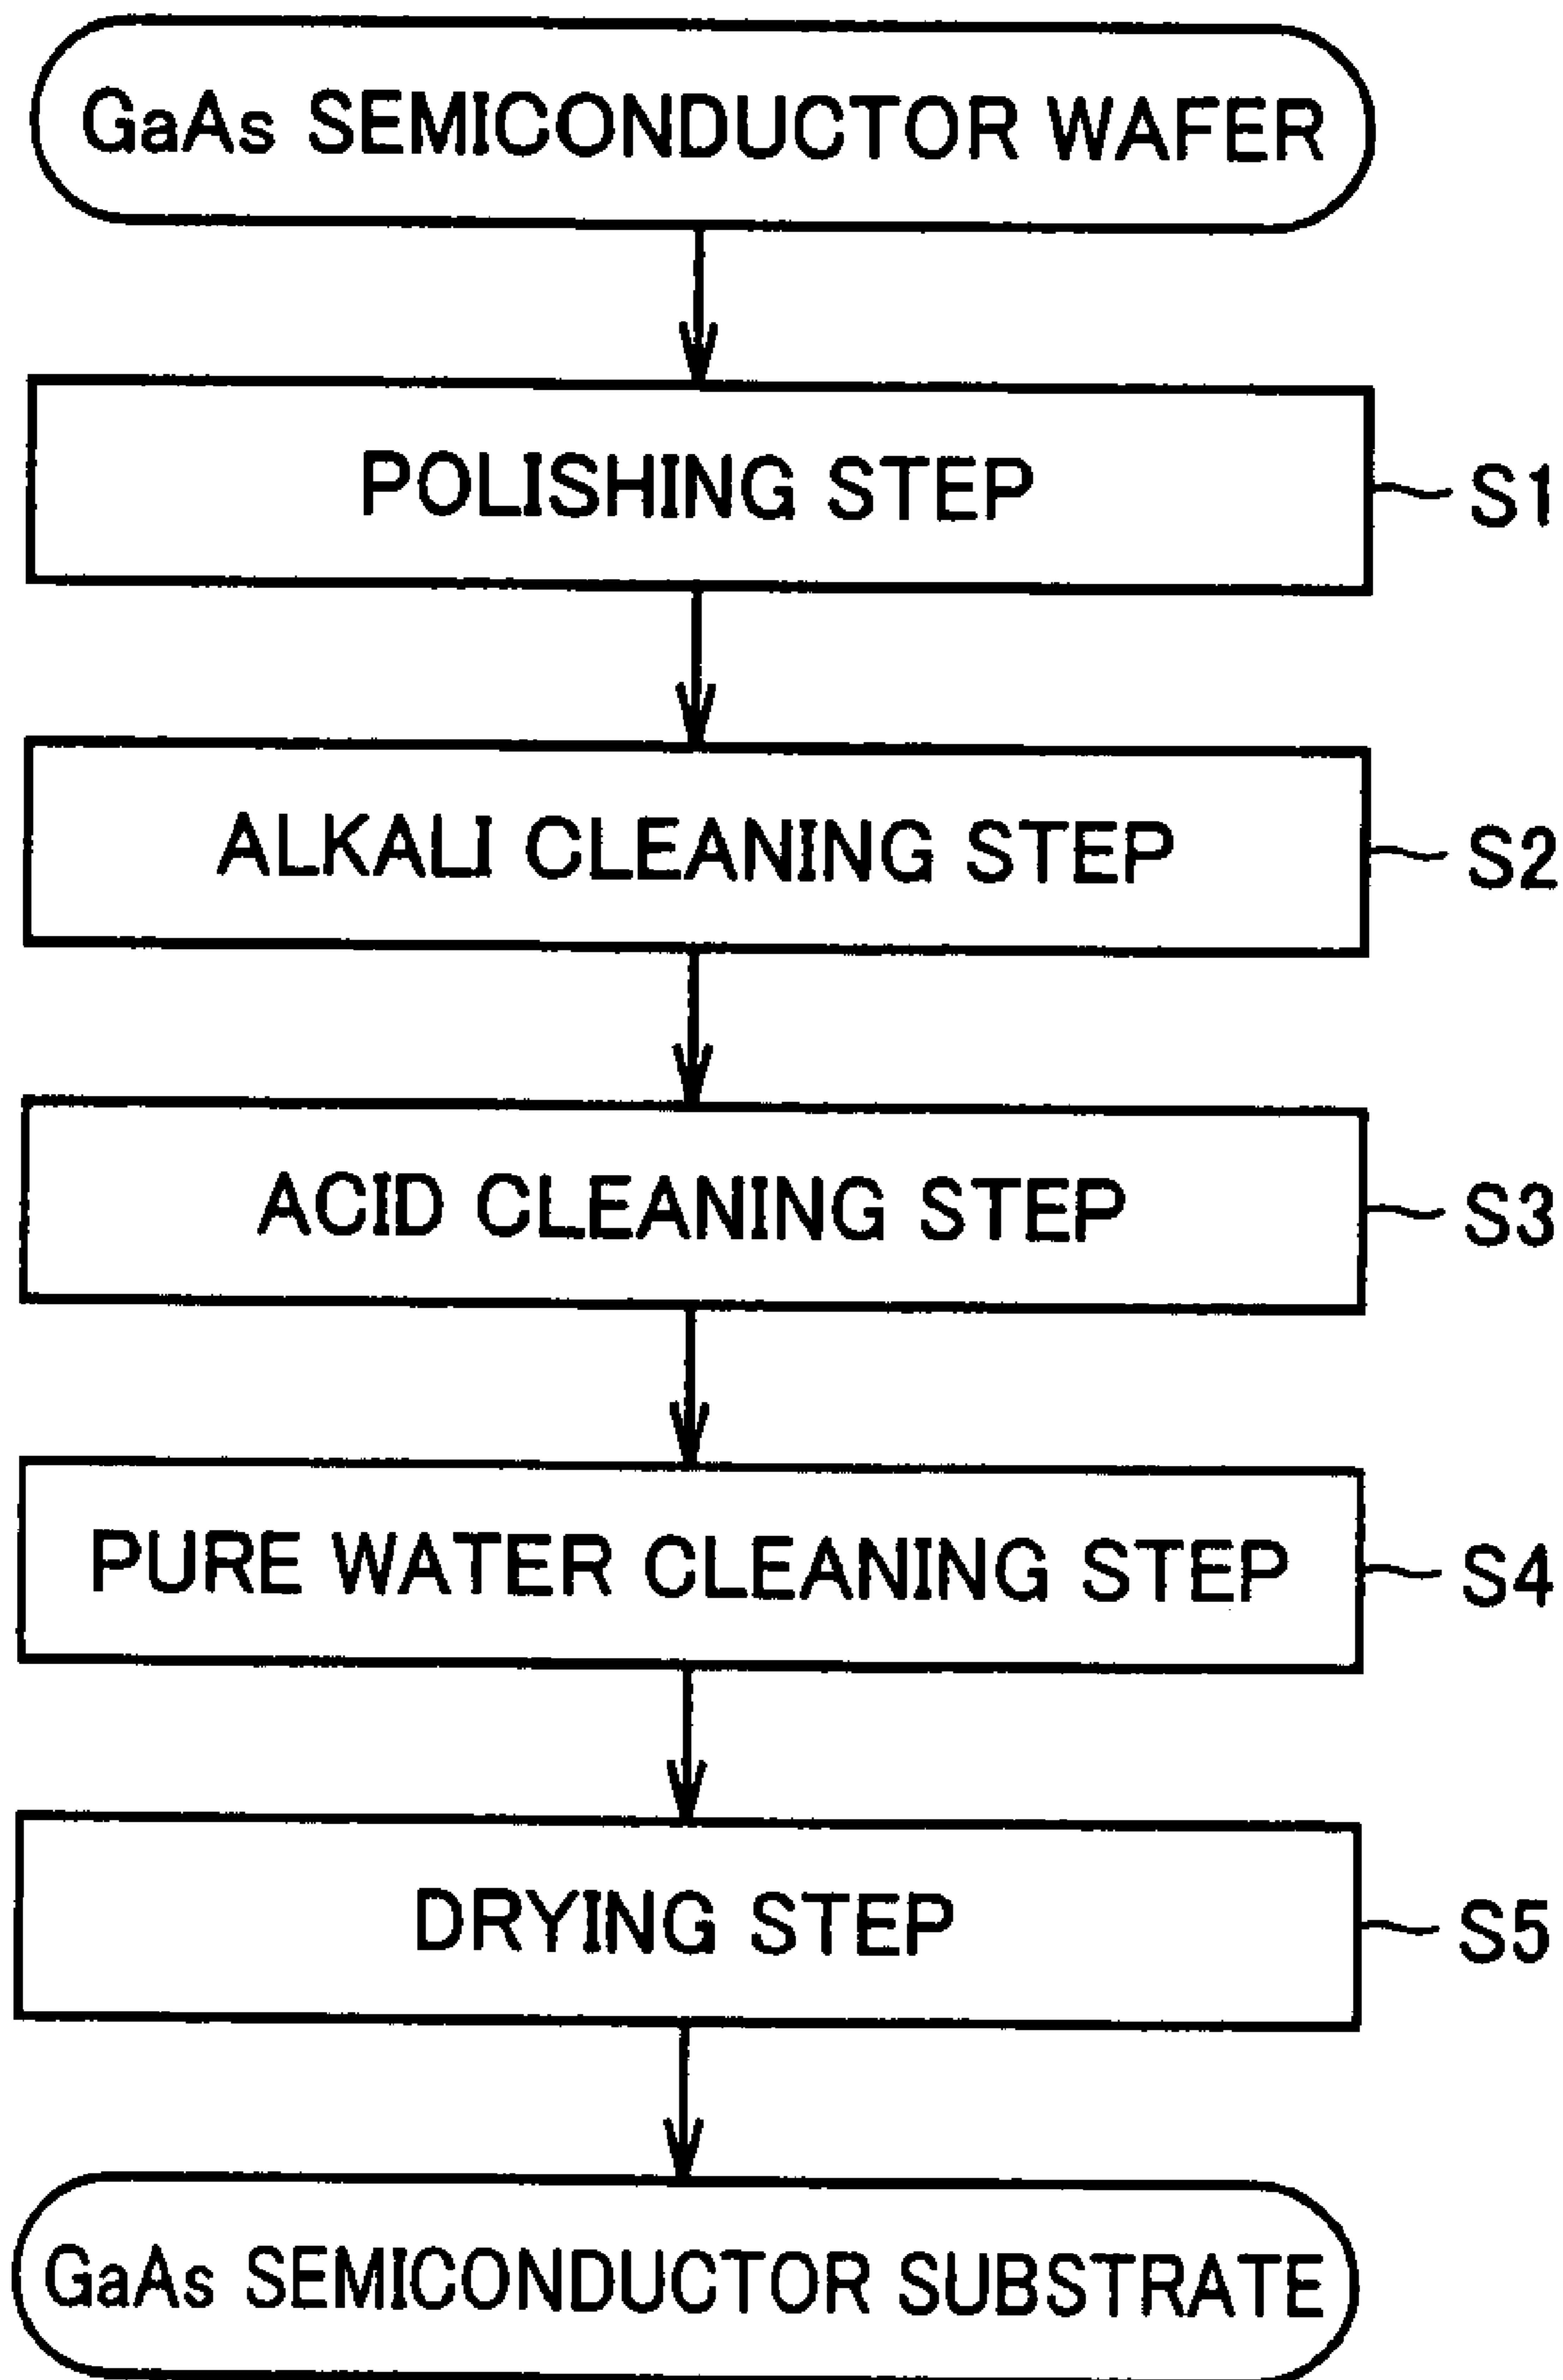 GaAs SEMICONDUCTOR WAFER
POLISHING STEP S1
ALKALI CLEANING STEP S2
ACID CLEANING STEP S3
PURE WATER CLEANING STEP S4
DRYING STEP S5
GaAs SEMICONDUCTOR SUBSTRATE